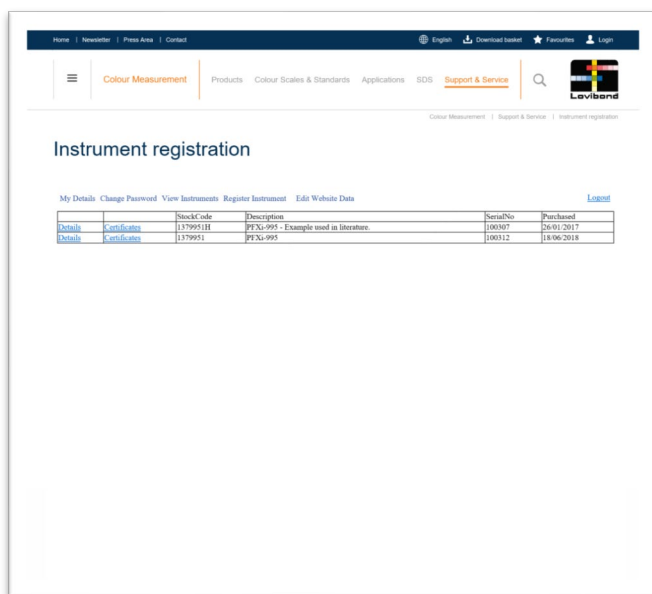 Home | Newsletter | Press Area | Contact English Download basket Favourites Login
Colour Measurement Products Colour Scales & Standards Applications SDS Support & Service Lovibond
Colour Measurement | Support & Service | Instrument registration
Instrument registration
My Details Change Password View Instruments Register Instrument Edit Website Data Logout
StockCode Description SerialNo Purchased
Details Certificates 1379951H PFXi-995 - Example used in literature. 100307 26/01/2017
Details Certificates 1379951 PFXi-995 100312 18/06/2018